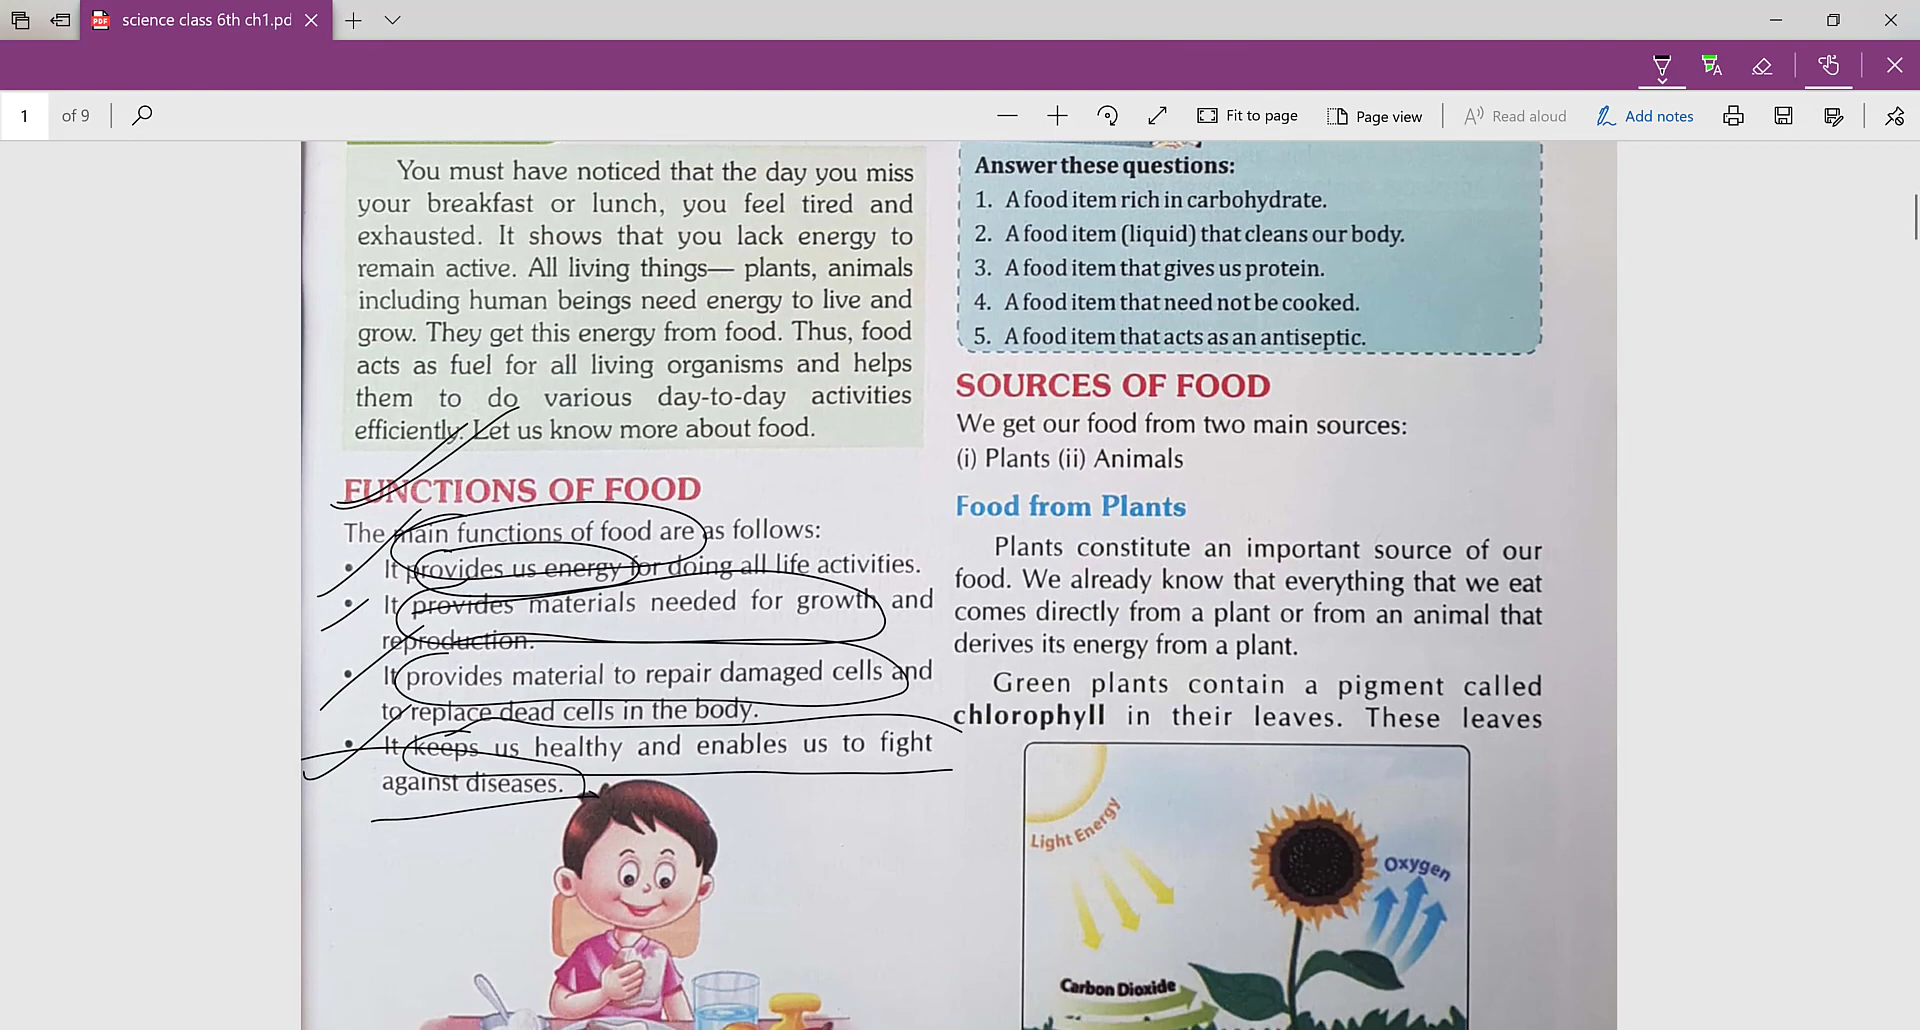 science class 6th ch1.pd
1 of 9
Fit to page
Page view
Read aloud
Add notes
You must have noticed that the day you miss
your breakfast or lunch, you feel tired and
exhausted. It shows that you lack energy to
remain active. All living things— plants, animals
including human beings need energy to live and
grow. They get this energy from food. Thus, food
acts as fuel for all living organisms and helps
them to do various day-to-day activities
efficiently. Let us know more about food.
FUNCTIONS OF FOOD
The main functions of food are as follows:
• It provides us energy for doing all life activities.
• It provides materials needed for growth and
reproduction.
• It provides material to repair damaged cells and
to replace dead cells in the body.
• It keeps us healthy and enables us to fight
against diseases.
Answer these questions:
1. A food item rich in carbohydrate.
2. A food item (liquid) that cleans our body.
3. A food item that gives us protein.
4. A food item that need not be cooked.
5. A food item that acts as an antiseptic.
SOURCES OF FOOD
We get our food from two main sources:
(i) Plants (ii) Animals
Food from Plants
Plants constitute an important source of our
food. We already know that everything that we eat
comes directly from a plant or from an animal that
derives its energy from a plant.
Green plants contain a pigment called
chlorophyll in their leaves. These leaves
Light Energy
Oxygen
Carbon Dioxide